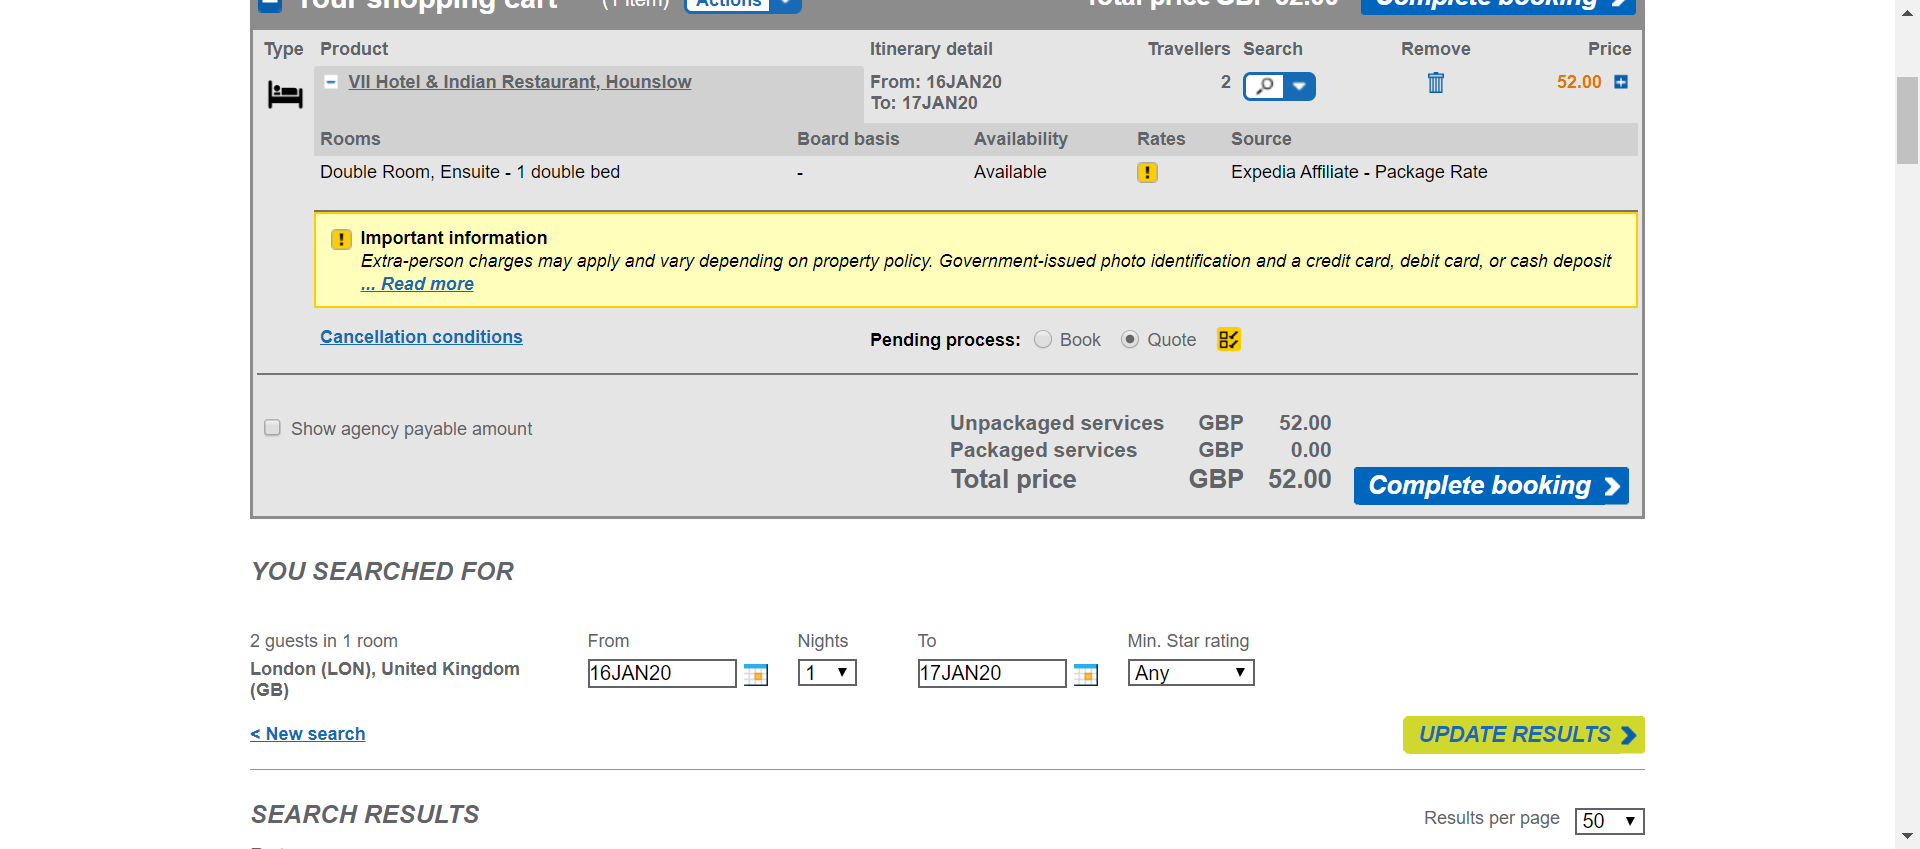 Your shopping cart (1 item) Actions Total price GBP 52.00 Complete booking
Type Product Itinerary detail Travellers Search Remove Price
VII Hotel & Indian Restaurant, Hounslow From: 16JAN20 2 52.00
To: 17JAN20
Rooms Board basis Availability Rates Source
Double Room, Ensuite - 1 double bed - Available Expedia Affiliate - Package Rate
Important information
Extra-person charges may apply and vary depending on property policy. Government-issued photo identification and a credit card, debit card, or cash deposit
... Read more
Cancellation conditions Pending process: Book Quote
Show agency payable amount
Unpackaged services GBP 52.00
Packaged services GBP 0.00
Total price GBP 52.00 Complete booking
YOU SEARCHED FOR
2 guests in 1 room From Nights To Min. Star rating
London (LON), United Kingdom 16JAN20 1 17JAN20 Any
(GB)
< New search UPDATE RESULTS
SEARCH RESULTS Results per page 50